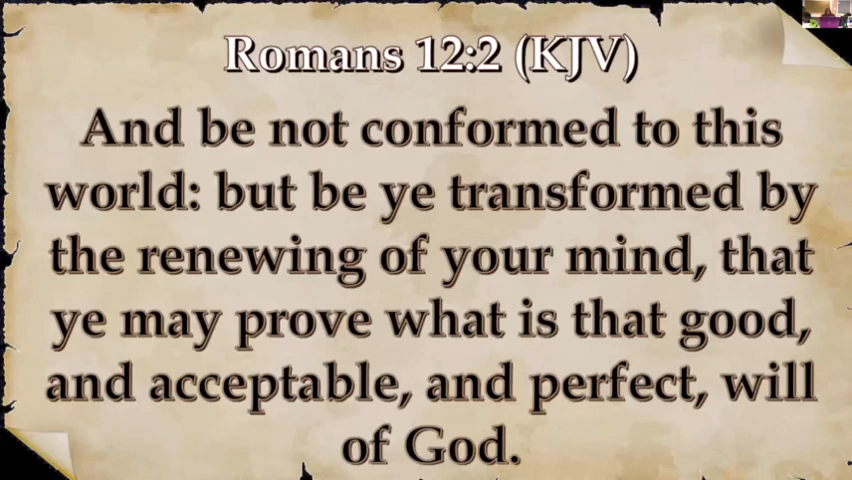 Romans 12:2 (KJV)
And be not conformed to this
world: but be ye transformed by
the renewing of your mind, that
ye may prove what is that good,
and acceptable, and perfect, will
of God.